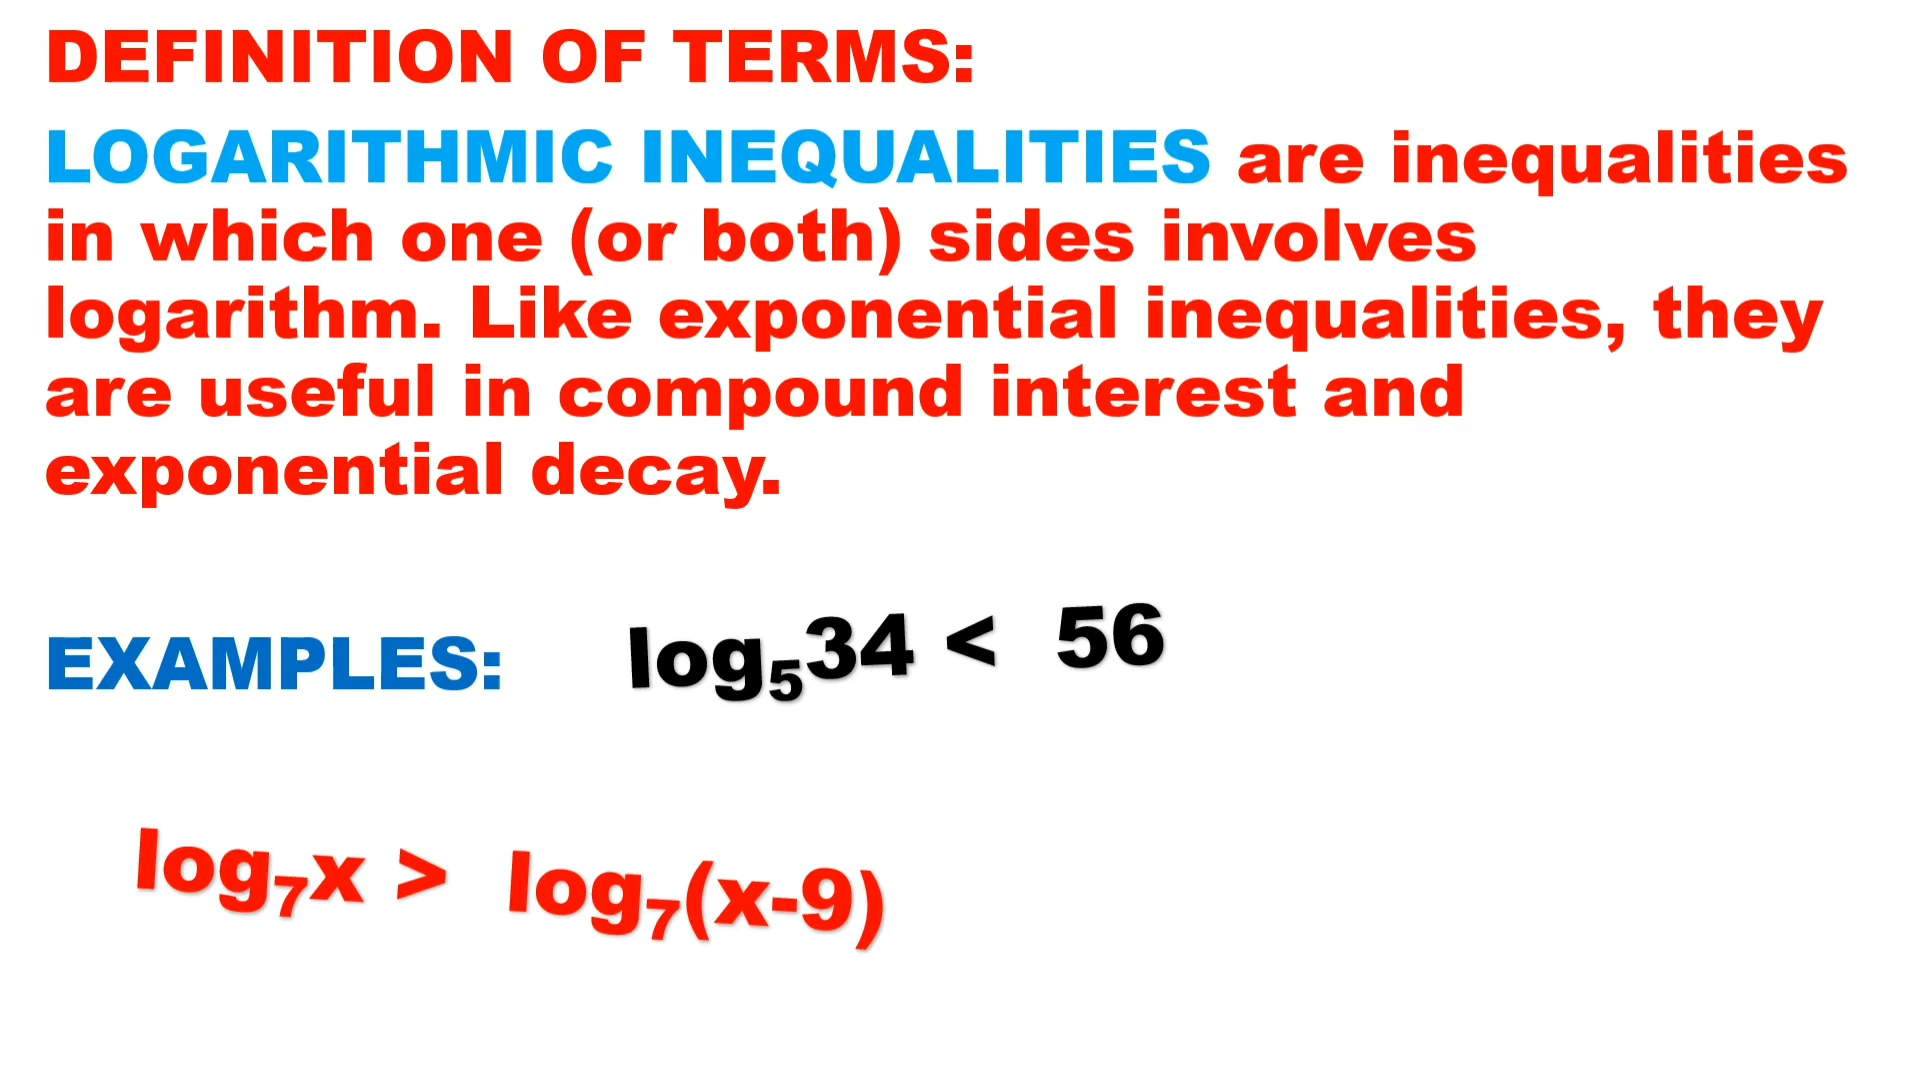 DEFINITION OF TERMS:
LOGARITHMIC INEQUALITIES are inequalities
in which one (or both) sides involves
logarithm. Like exponential inequalities, they
are useful in compound interest and
exponential decay.
EXAMPLES: log₅34 < 56
log₇x > log₇(x-9)